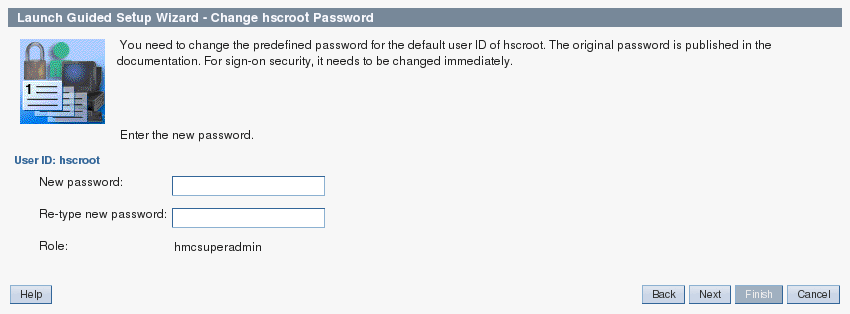 Launch Guided Setup Wizard - Change hscroot Password
You need to change the predefined password for the default user ID of hscroot. The original password is published in the
documentation. For sign-on security, it needs to be changed immediately.
1
Enter the new password.
User ID: hscroot
New password:
Re-type new password:
Role: hmcsuperadmin
Help Back Next Finish Cancel